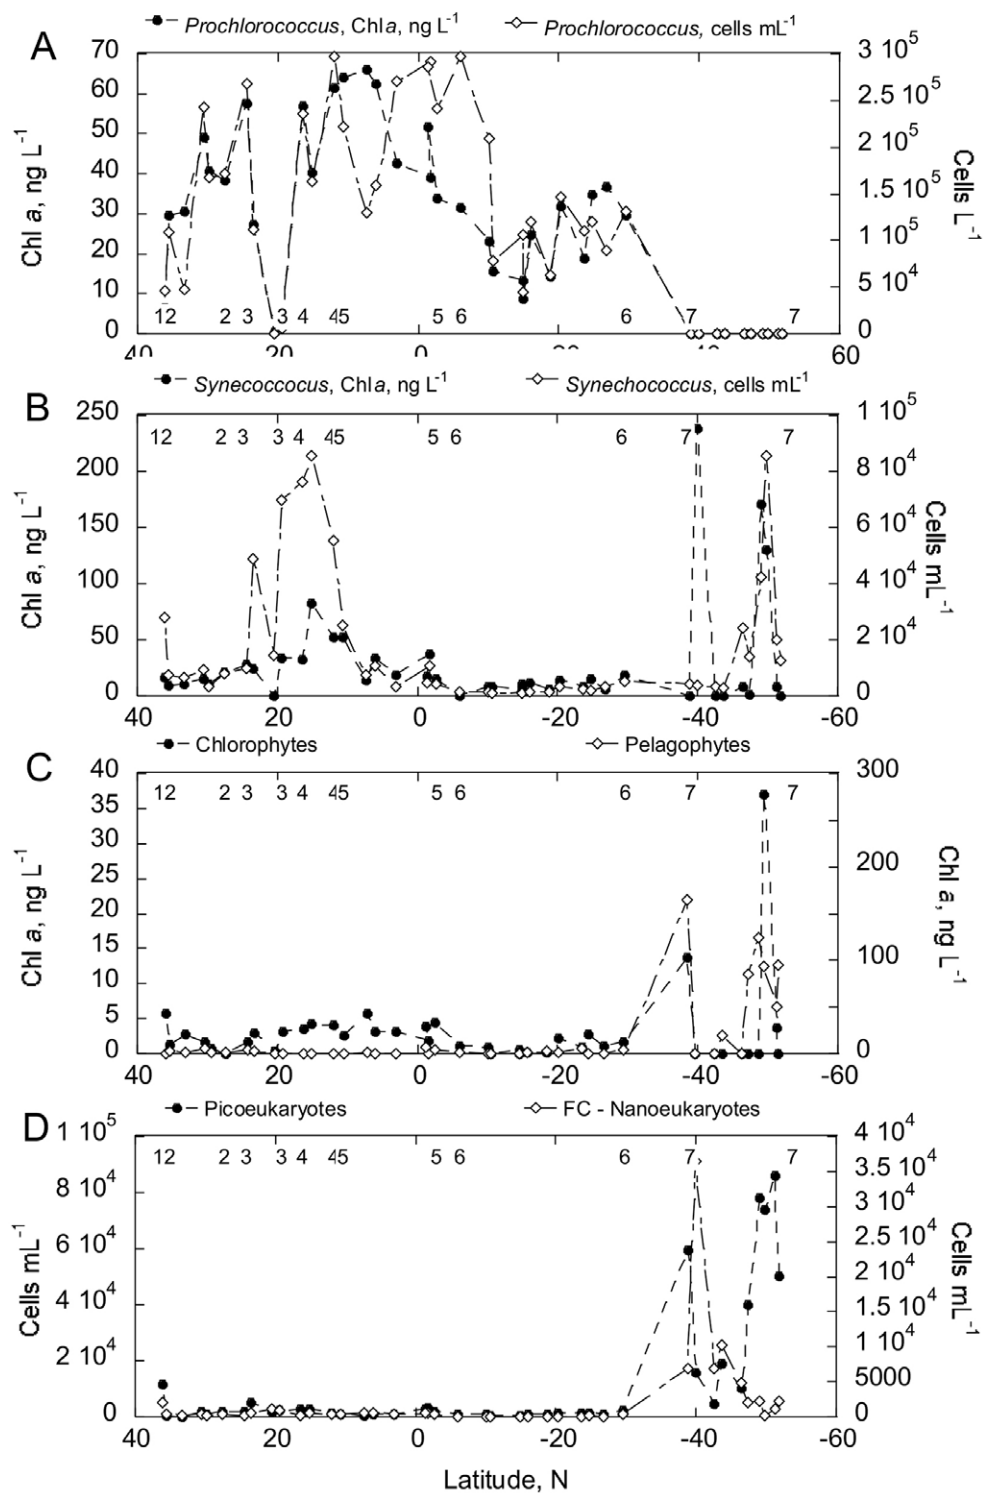 Prochlorococcus, Chl a, ng L-1 Prochlorococcus, cells mL-1
A
70 60 50 40 30 20 10 0
Chl a, ng L-1
3 10^5 2.5 10^5 2 10^5 1.5 10^5 1 10^5 5 10^4 0
Cells L-1
12 2 3 3 4 45 5 6 6 7 7
40 20 0 -20 40 60
Synecoccocus, Chl a, ng L-1 Synechococcus, cells mL-1
B
250 200 150 100 50 0
Chl a, ng L-1
1 10^5 8 10^4 6 10^4 4 10^4 2 10^4 0
Cells mL-1
12 2 3 3 4 45 5 6 6 7 7
40 20 0 -20 -40 -60
Chlorophytes Pelagophytes
C
40 35 30 25 20 15 10 5 0
Chl a, ng L-1
300 200 100 0
Chl a, ng L-1
12 2 3 3 4 45 5 6 6 7 7
40 20 0 -20 -40 -60
Picoeukaryotes FC - Nanoeukaryotes
D
1 10^5 8 10^4 6 10^4 4 10^4 2 10^4 0
Cells mL-1
4 10^4 3.5 10^4 3 10^4 2.5 10^4 2 10^4 1.5 10^4 1 10^4 5000 0
Cells mL-1
12 2 3 3 4 45 5 6 6 7 7
40 20 0 -20 -40 -60
Latitude, N